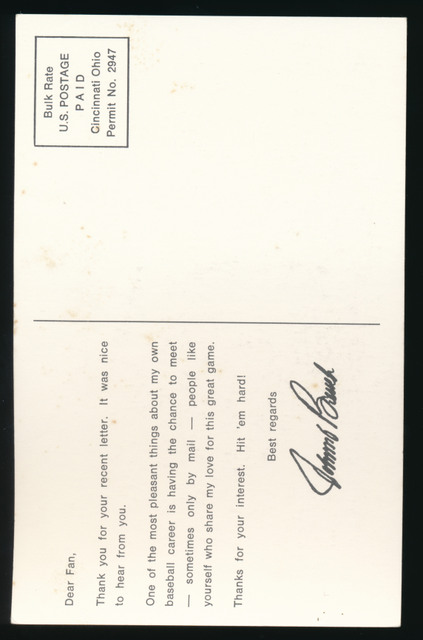 Dear Fan,
Thank you for your recent letter. It was nice
to hear from you.
One of the most pleasant things about my own
baseball career is having the chance to meet
— sometimes only by mail — people like
yourself who share my love for this great game.
Thanks for your interest. Hit 'em hard!
Best regards
Johnny Bench
Bulk Rate
U.S. POSTAGE
PAID
Cincinnati Ohio
Permit No. 2947